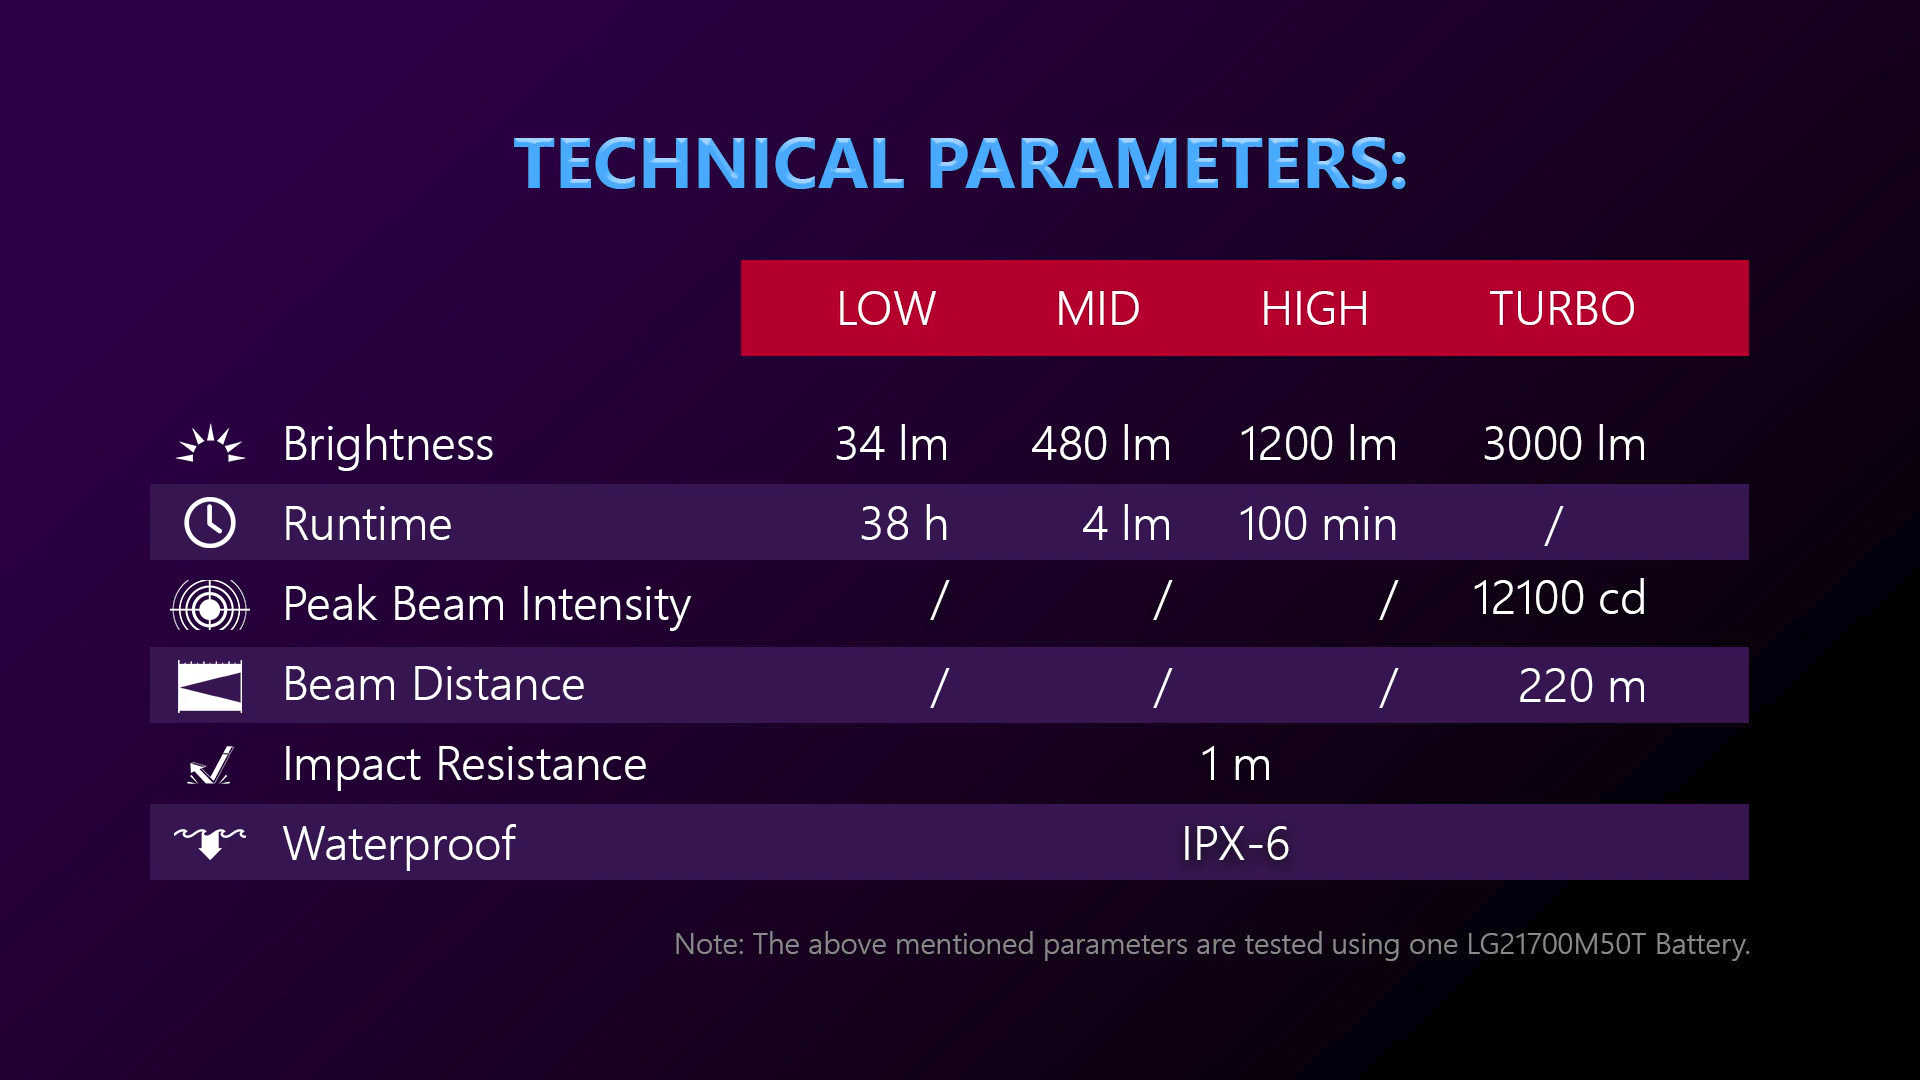 TECHNICAL PARAMETERS:
LOW MID HIGH TURBO
Brightness 34 lm 480 lm 1200 lm 3000 lm
Runtime 38 h 4 lm 100 min /
Peak Beam Intensity / / / 12100 cd
Beam Distance / / / 220 m
Impact Resistance 1 m
Waterproof IPX-6
Note: The above mentioned parameters are tested using one LG21700M50T Battery.